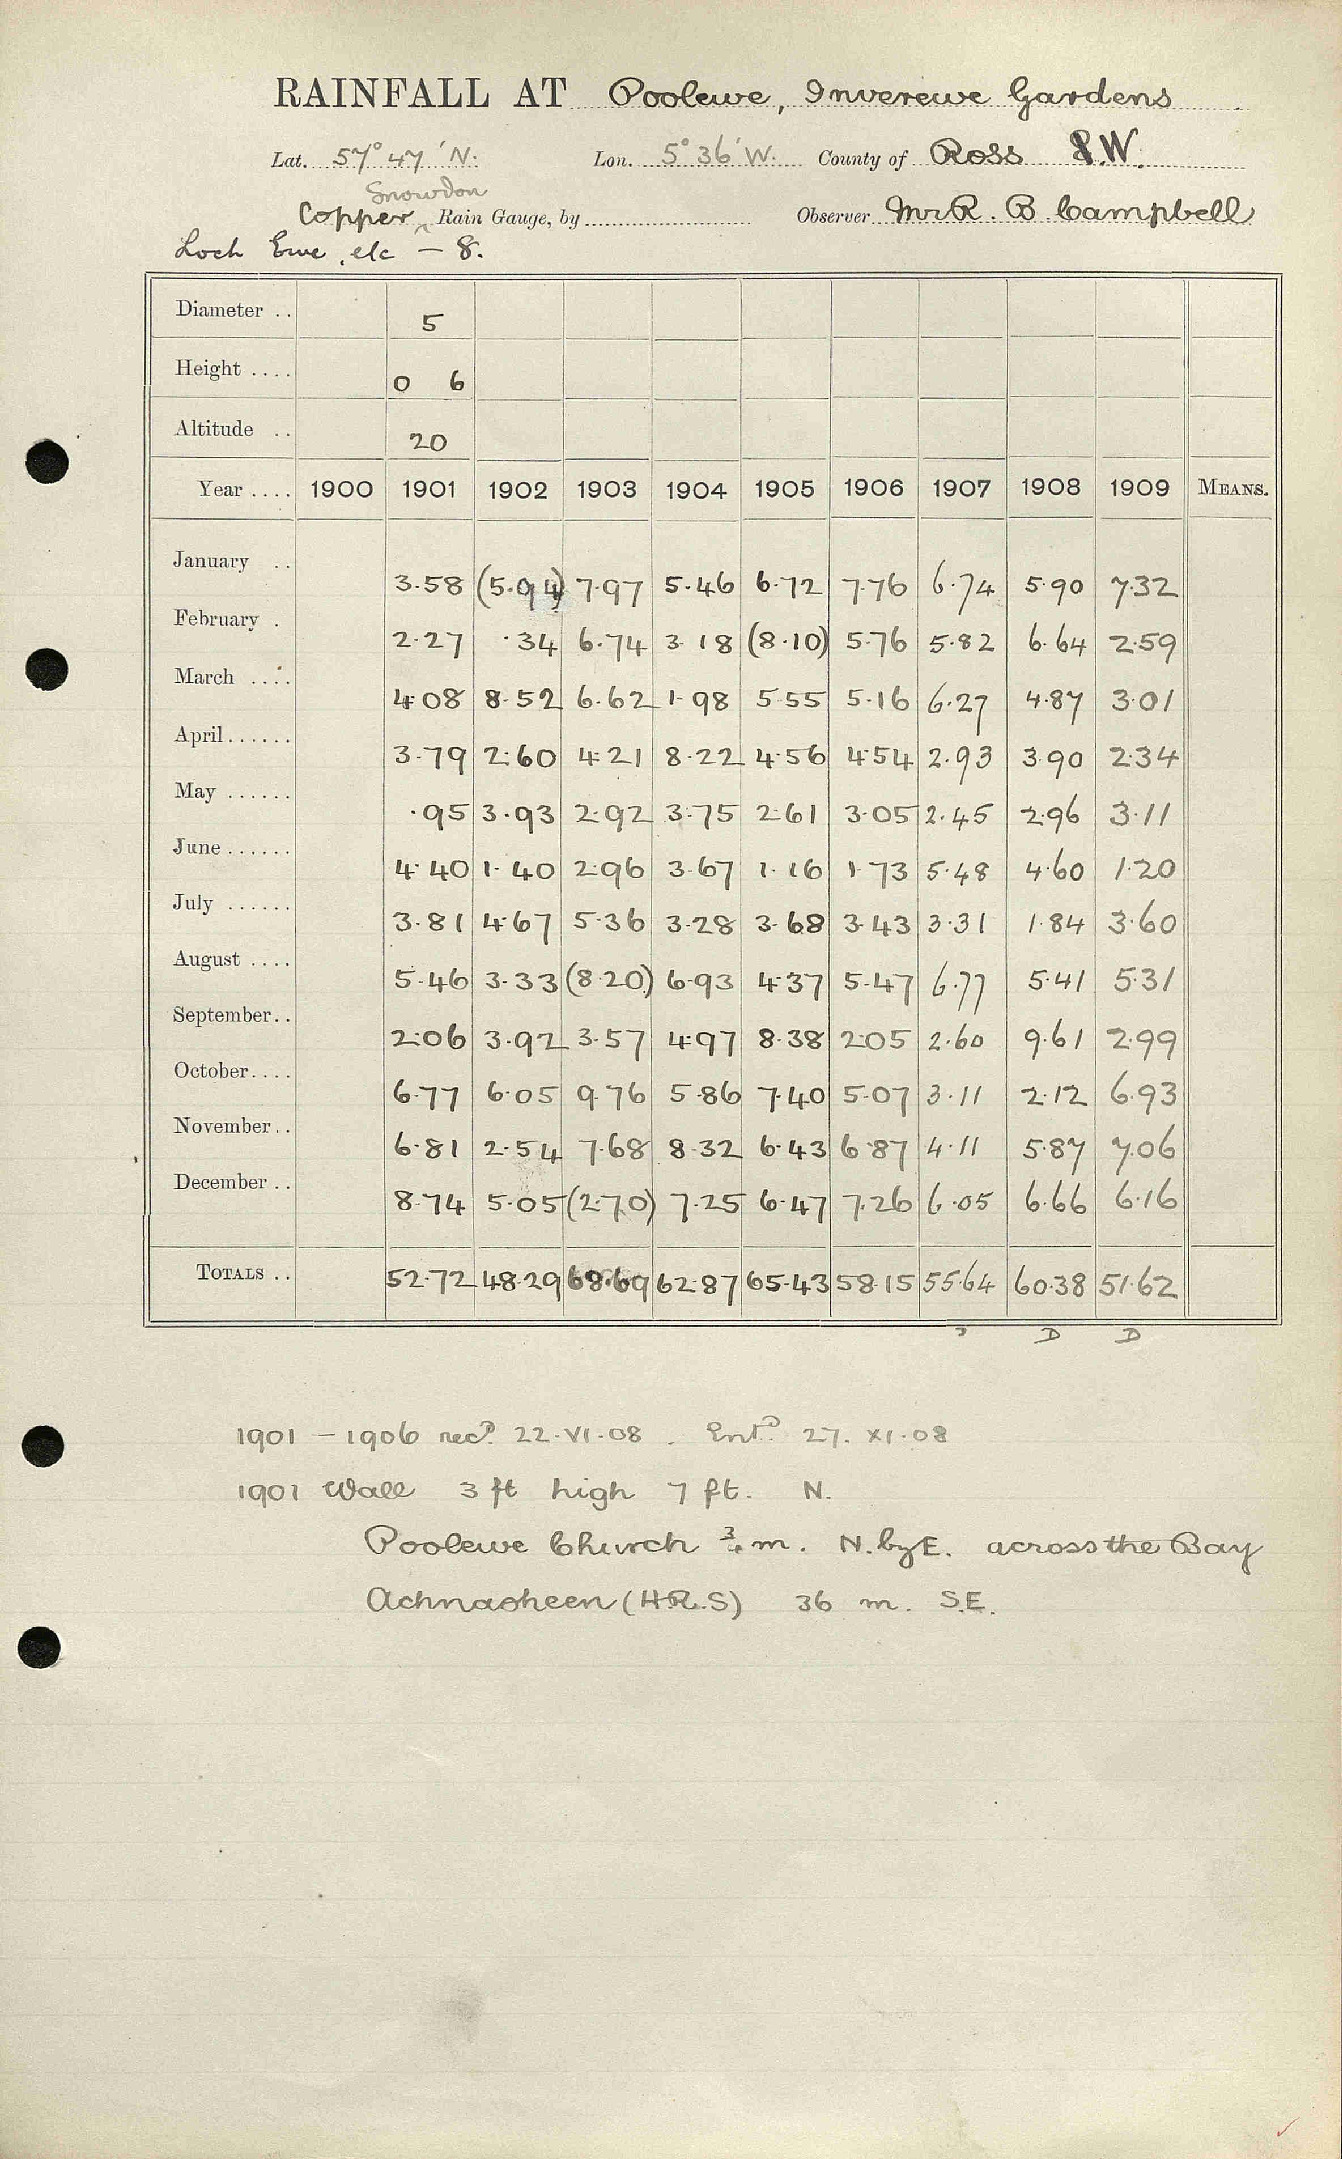 RAINFALL AT Poolewe, Inverewe Gardens
Lat. 57° 47' N. Lon. 5° 36' W. County of Ross W.
Snowdon
Copper Rain Gauge, by Observer Mr R. B Campbell
Loch Ewe, etc — 8.
Diameter .. 5
Height .... 0 6
Altitude .. 20
Year .... 1900 1901 1902 1903 1904 1905 1906 1907 1908 1909 MEANS.
January .. 3.58 (5.94) 7.97 5.46 6.72 7.76 6.74 5.90 7.32
February . 2.27 .34 6.74 3.18 (8.10) 5.76 5.82 6.64 2.59
March .... 4.08 8.52 6.62 1.98 5.55 5.16 6.27 4.87 3.01
April...... 3.79 2.60 4.21 8.22 4.56 4.54 2.93 3.90 2.34
May ...... .95 3.93 2.92 3.75 2.61 3.05 2.45 2.96 3.11
June ...... 4.40 1.40 2.96 3.67 1.16 1.73 5.48 4.60 1.20
July ...... 3.81 4.67 5.36 3.28 3.68 3.43 3.31 1.84 3.60
August .... 5.46 3.33 (8.20) 6.93 4.37 5.47 6.77 5.41 5.31
September.. 2.06 3.92 3.57 4.97 8.38 2.05 2.60 9.61 2.99
October.... 6.77 6.05 9.76 5.86 7.40 5.07 3.11 2.12 6.93
November.. 6.81 2.54 7.68 8.32 6.43 6.87 4.11 5.87 7.06
December .. 8.74 5.05 (2.70) 7.25 6.47 7.26 6.05 6.66 6.16
TOTALS .. 52.72 48.29 68.69 62.87 65.43 58.15 55.64 60.38 51.62
D D
1901 – 1906 recd. 22.VI.08. Entd. 27.XI.08
1901 Wall 3 ft high 7 ft. N.
Poolewe Church ¾ m. N. by E. across the Bay
Achnasheen (H.R.S) 36 m. S.E.